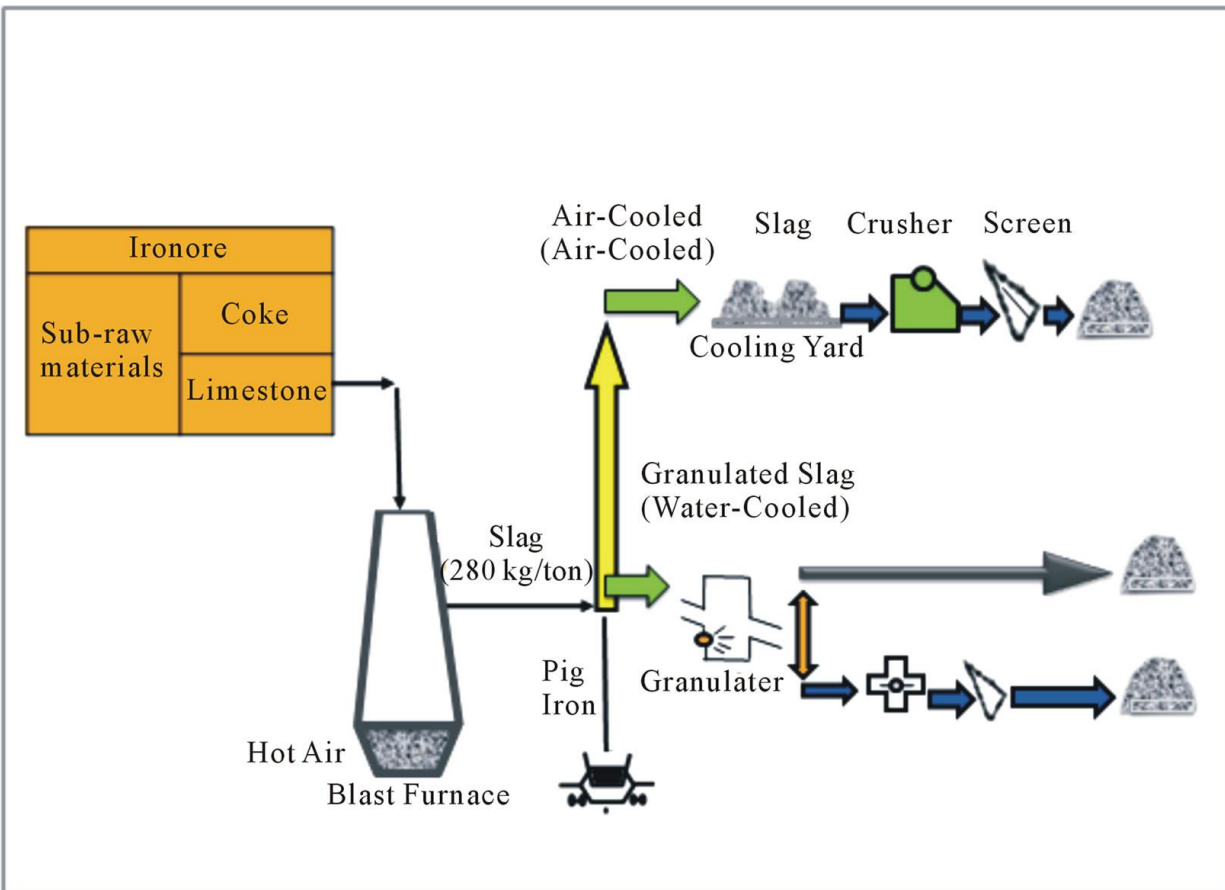 Ironore
Sub-raw
materials
Coke
Limestone
Air-Cooled
(Air-Cooled)
Slag
Crusher
Screen
Cooling Yard
Granulated Slag
(Water-Cooled)
Slag
(280 kg/ton)
Granulater
Pig
Iron
Hot Air
Blast Furnace